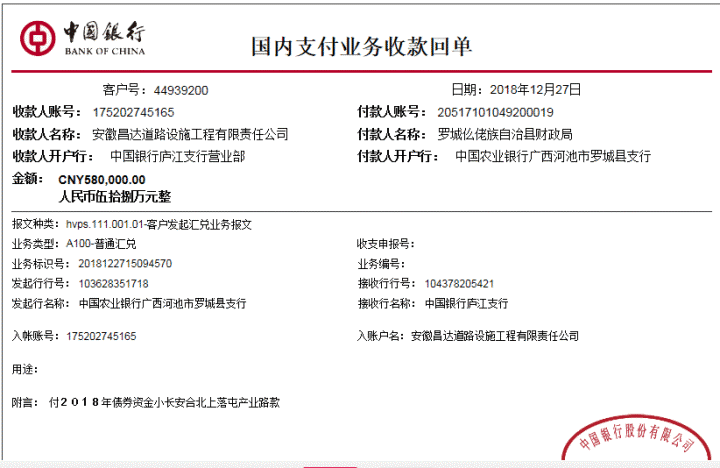 中国银行
BANK OF CHINA
国内支付业务收款回单
客户号：44939200 日期：2018年12月27日
收款人账号：175202745165 付款人账号：20517101049200019
收款人名称：安徽昌达道路设施工程有限责任公司 付款人名称：罗城仫佬族自治县财政局
收款人开户行：中国银行庐江支行营业部 付款人开户行：中国农业银行广西河池市罗城县支行
金额：CNY580,000.00
人民币伍拾捌万元整
报文种类：hvps.111.001.01-客户发起汇兑业务报文
业务类型：A100-普通汇兑 收支申报号：
业务标识号：2018122715094570 业务编号：
发起行行号：103628351718 接收行行号：104378205421
发起行名称：中国农业银行广西河池市罗城县支行 接收行名称：中国银行庐江支行
入帐账号：175202745165 入账户名：安徽昌达道路设施工程有限责任公司
用途：
附言：付２０１８年债券资金小长安合北上落屯产业路款
中国银行股份有限公司